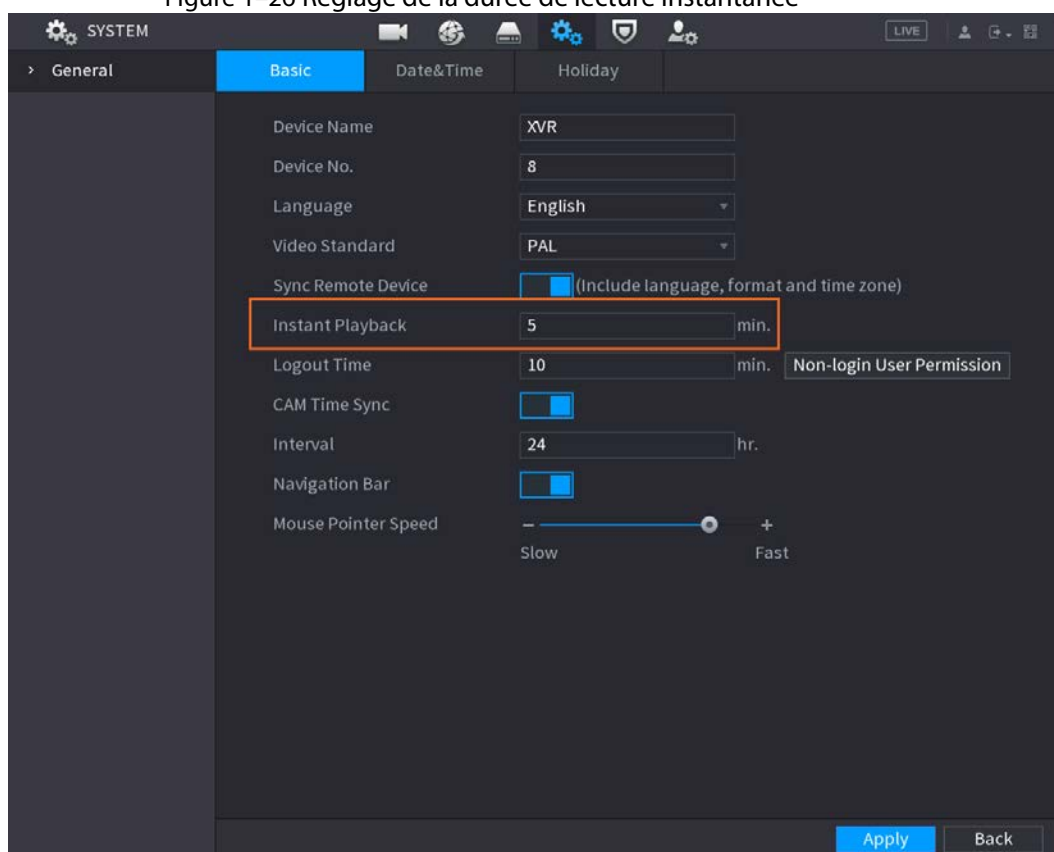 Figure 1–26 Réglage de la durée de lecture instantanée
SYSTEM LIVE
General Basic Date&Time Holiday
Device Name XVR
Device No. 8
Language English
Video Standard PAL
Sync Remote Device (Include language, format and time zone)
Instant Playback 5 min.
Logout Time 10 min. Non-login User Permission
CAM Time Sync
Interval 24 hr.
Navigation Bar
Mouse Pointer Speed − +
Slow Fast
Apply Back